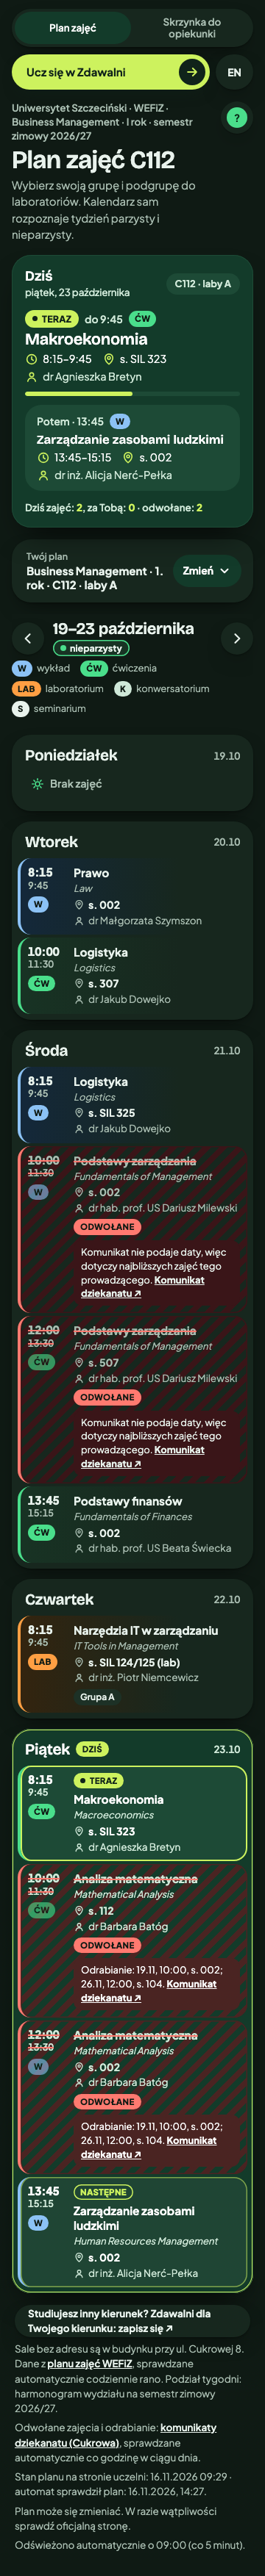 Plan zajęć
Skrzynka do
opiekunki
Ucz się w Zdawalni
EN
Uniwersytet Szczeciński · WEFiZ ·
Business Management · I rok · semestr
zimowy 2026/27
?
Plan zajęć C112
Wybierz swoją grupę i podgrupę do
laboratoriów. Kalendarz sam
rozpoznaje tydzień parzysty i
nieparzysty.
Dziś
piątek, 23 października
C112 · laby A
TERAZ do 9:45 ĆW
Makroekonomia
8:15–9:45 s. SIL 323
dr Agnieszka Bretyn
Potem · 13:45 W
Zarządzanie zasobami ludzkimi
13:45–15:15 s. 002
dr inż. Alicja Nerć-Pełka
Dziś zajęć: 2, za Tobą: 0 · odwołane: 2
Twój plan
Business Management · 1.
rok · C112 · laby A
Zmień
19–23 października
nieparzysty
W wykład ĆW ćwiczenia
LAB laboratorium K konwersatorium
S seminarium
Poniedziałek 19.10
Brak zajęć
Wtorek 20.10
8:15 Prawo
9:45 Law
W s. 002
dr Małgorzata Szymszon
10:00 Logistyka
11:30 Logistics
ĆW s. 307
dr Jakub Dowejko
Środa 21.10
8:15 Logistyka
9:45 Logistics
W s. SIL 325
dr Jakub Dowejko
10:00 Podstawy zarządzania
11:30 Fundamentals of Management
W s. 002
dr hab. prof. US Dariusz Milewski
ODWOŁANE
Komunikat nie podaje daty, więc
dotyczy najbliższych zajęć tego
prowadzącego. Komunikat
dziekanatu ↗
12:00 Podstawy zarządzania
13:30 Fundamentals of Management
ĆW s. 507
dr hab. prof. US Dariusz Milewski
ODWOŁANE
Komunikat nie podaje daty, więc
dotyczy najbliższych zajęć tego
prowadzącego. Komunikat
dziekanatu ↗
13:45 Podstawy finansów
15:15 Fundamentals of Finances
ĆW s. 002
dr hab. prof. US Beata Świecka
Czwartek 22.10
8:15 Narzędzia IT w zarządzaniu
9:45 IT Tools in Management
LAB s. SIL 124/125 (lab)
dr inż. Piotr Niemcewicz
Grupa A
Piątek DZIŚ 23.10
8:15 TERAZ
9:45 Makroekonomia
ĆW Macroeconomics
s. SIL 323
dr Agnieszka Bretyn
10:00 Analiza matematyczna
11:30 Mathematical Analysis
ĆW s. 112
dr Barbara Batóg
ODWOŁANE
Odrabianie: 19.11, 10:00, s. 002;
26.11, 12:00, s. 104. Komunikat
dziekanatu ↗
12:00 Analiza matematyczna
13:30 Mathematical Analysis
W s. 002
dr Barbara Batóg
ODWOŁANE
Odrabianie: 19.11, 10:00, s. 002;
26.11, 12:00, s. 104. Komunikat
dziekanatu ↗
13:45 NASTĘPNE
15:15 Zarządzanie zasobami
W ludzkimi
Human Resources Management
s. 002
dr inż. Alicja Nerć-Pełka
Studiujesz inny kierunek? Zdawalni dla
Twojego kierunku: zapisz się ↗
Sale bez adresu są w budynku przy ul. Cukrowej 8.
Dane z planu zajęć WEFiZ, sprawdzane
automatycznie codziennie rano. Podział tygodni:
harmonogram wydziału na semestr zimowy
2026/27.
Odwołane zajęcia i odrabianie: komunikaty
dziekanatu (Cukrowa), sprawdzane
automatycznie co godzinę w ciągu dnia.
Stan planu na stronie uczelni: 16.11.2026 09:29 ·
automat sprawdził plan: 16.11.2026, 14:27.
Plan może się zmieniać. W razie wątpliwości
sprawdź oficjalną stronę.
Odświeżono automatycznie o 09:00 (co 5 minut).